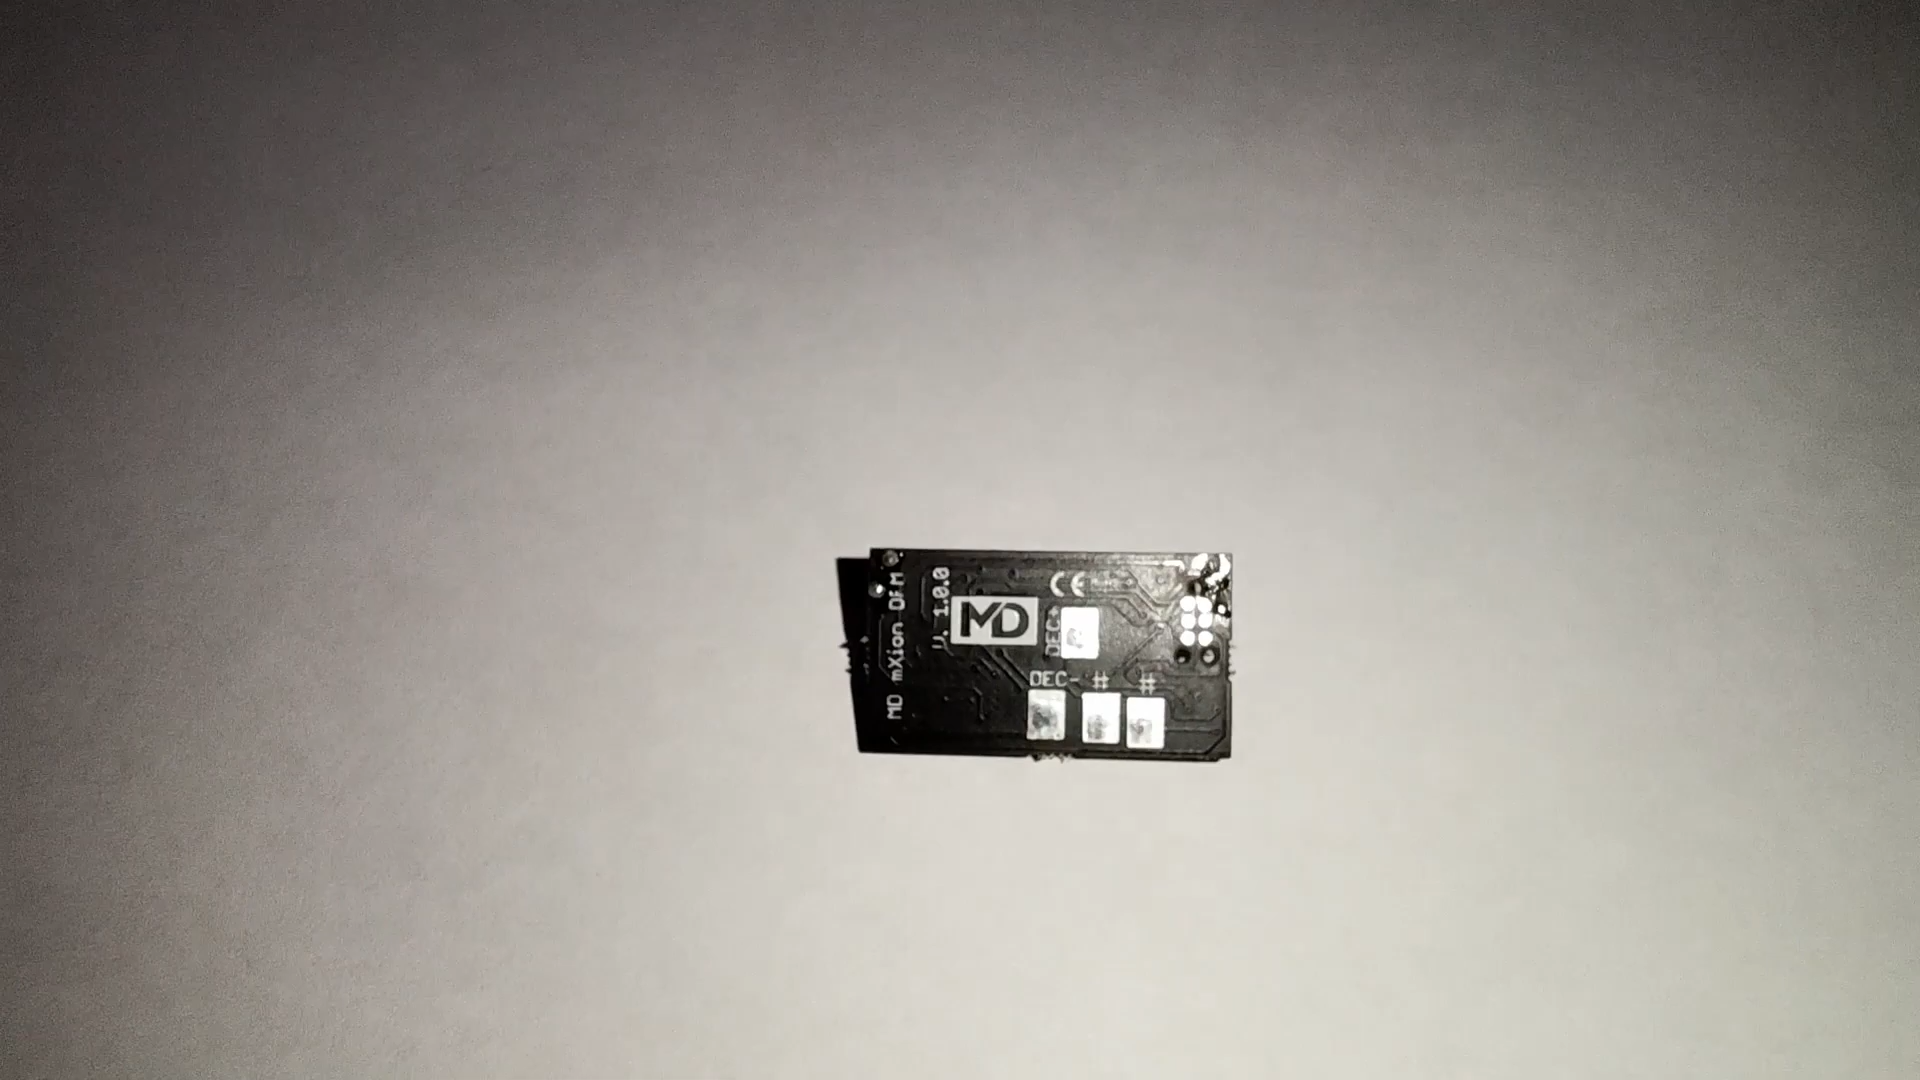 MD mXion DFM
V. 1.0.0
MD
CE
DEC+
DEC- # #